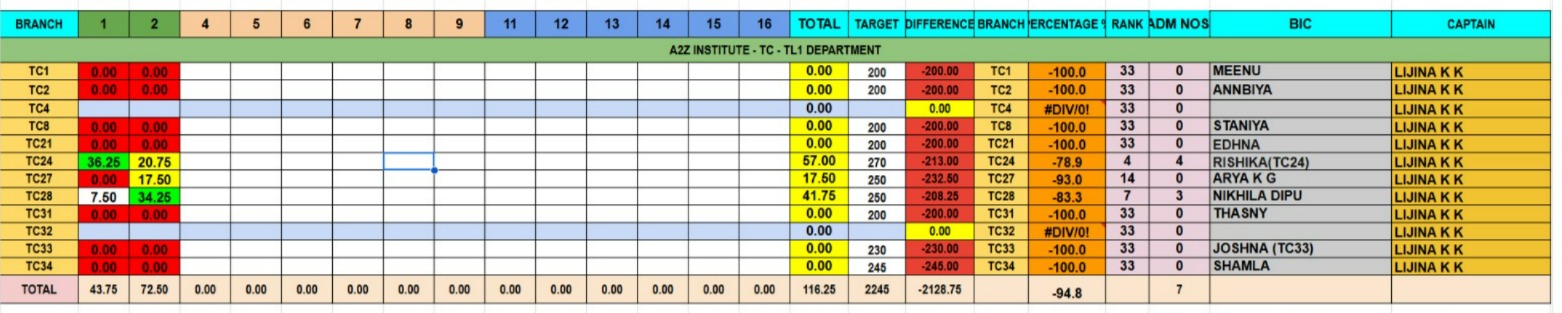 BRANCH 1 2 4 5 6 7 8 9 11 12 13 14 15 16 TOTAL TARGET DIFFERENCE BRANCH ERCENTAGE RANK ADM NOS BIC CAPTAIN
A2Z INSTITUTE - TC - TL1 DEPARTMENT
TC1 0.00 0.00 0.00 200 -200.00 TC1 -100.0 33 0 MEENU LIJINA K K
TC2 0.00 0.00 0.00 200 -200.00 TC2 -100.0 33 0 ANNBIYA LIJINA K K
TC4 0.00 0.00 TC4 #DIV/0! 33 0 LIJINA K K
TC8 0.00 0.00 0.00 200 -200.00 TC8 -100.0 33 0 STANIYA LIJINA K K
TC21 0.00 0.00 0.00 200 -200.00 TC21 -100.0 33 0 EDHNA LIJINA K K
TC24 36.25 20.75 57.00 270 -213.00 TC24 -78.9 4 4 RISHIKA(TC24) LIJINA K K
TC27 0.00 17.50 17.50 250 -232.50 TC27 -93.0 14 0 ARYA K G LIJINA K K
TC28 7.50 34.25 41.75 250 -208.25 TC28 -83.3 7 3 NIKHILA DIPU LIJINA K K
TC31 0.00 0.00 0.00 200 -200.00 TC31 -100.0 33 0 THASNY LIJINA K K
TC32 0.00 0.00 TC32 #DIV/0! 33 0 LIJINA K K
TC33 0.00 0.00 0.00 230 -230.00 TC33 -100.0 33 0 JOSHNA (TC33) LIJINA K K
TC34 0.00 0.00 0.00 245 -245.00 TC34 -100.0 33 0 SHAMLA LIJINA K K
TOTAL 43.75 72.50 0.00 0.00 0.00 0.00 0.00 0.00 0.00 0.00 0.00 0.00 0.00 0.00 116.25 2245 -2128.75 -94.8 7